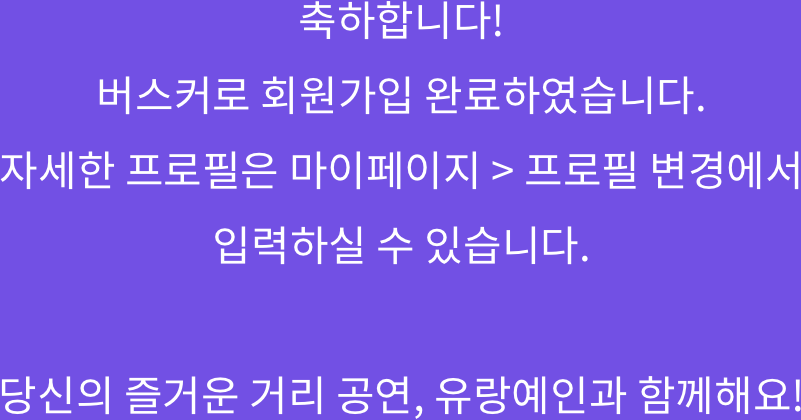 축하합니다!
버스커로 회원가입 완료하였습니다.
자세한 프로필은 마이페이지 > 프로필 변경에서
입력하실 수 있습니다.
당신의 즐거운 거리 공연, 유랑예인과 함께해요!